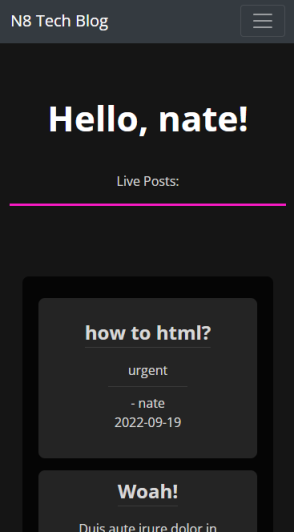 N8 Tech Blog
Hello, nate!
Live Posts:
how to html?
urgent
- nate
2022-09-19
Woah!
Duis aute irure dolor in